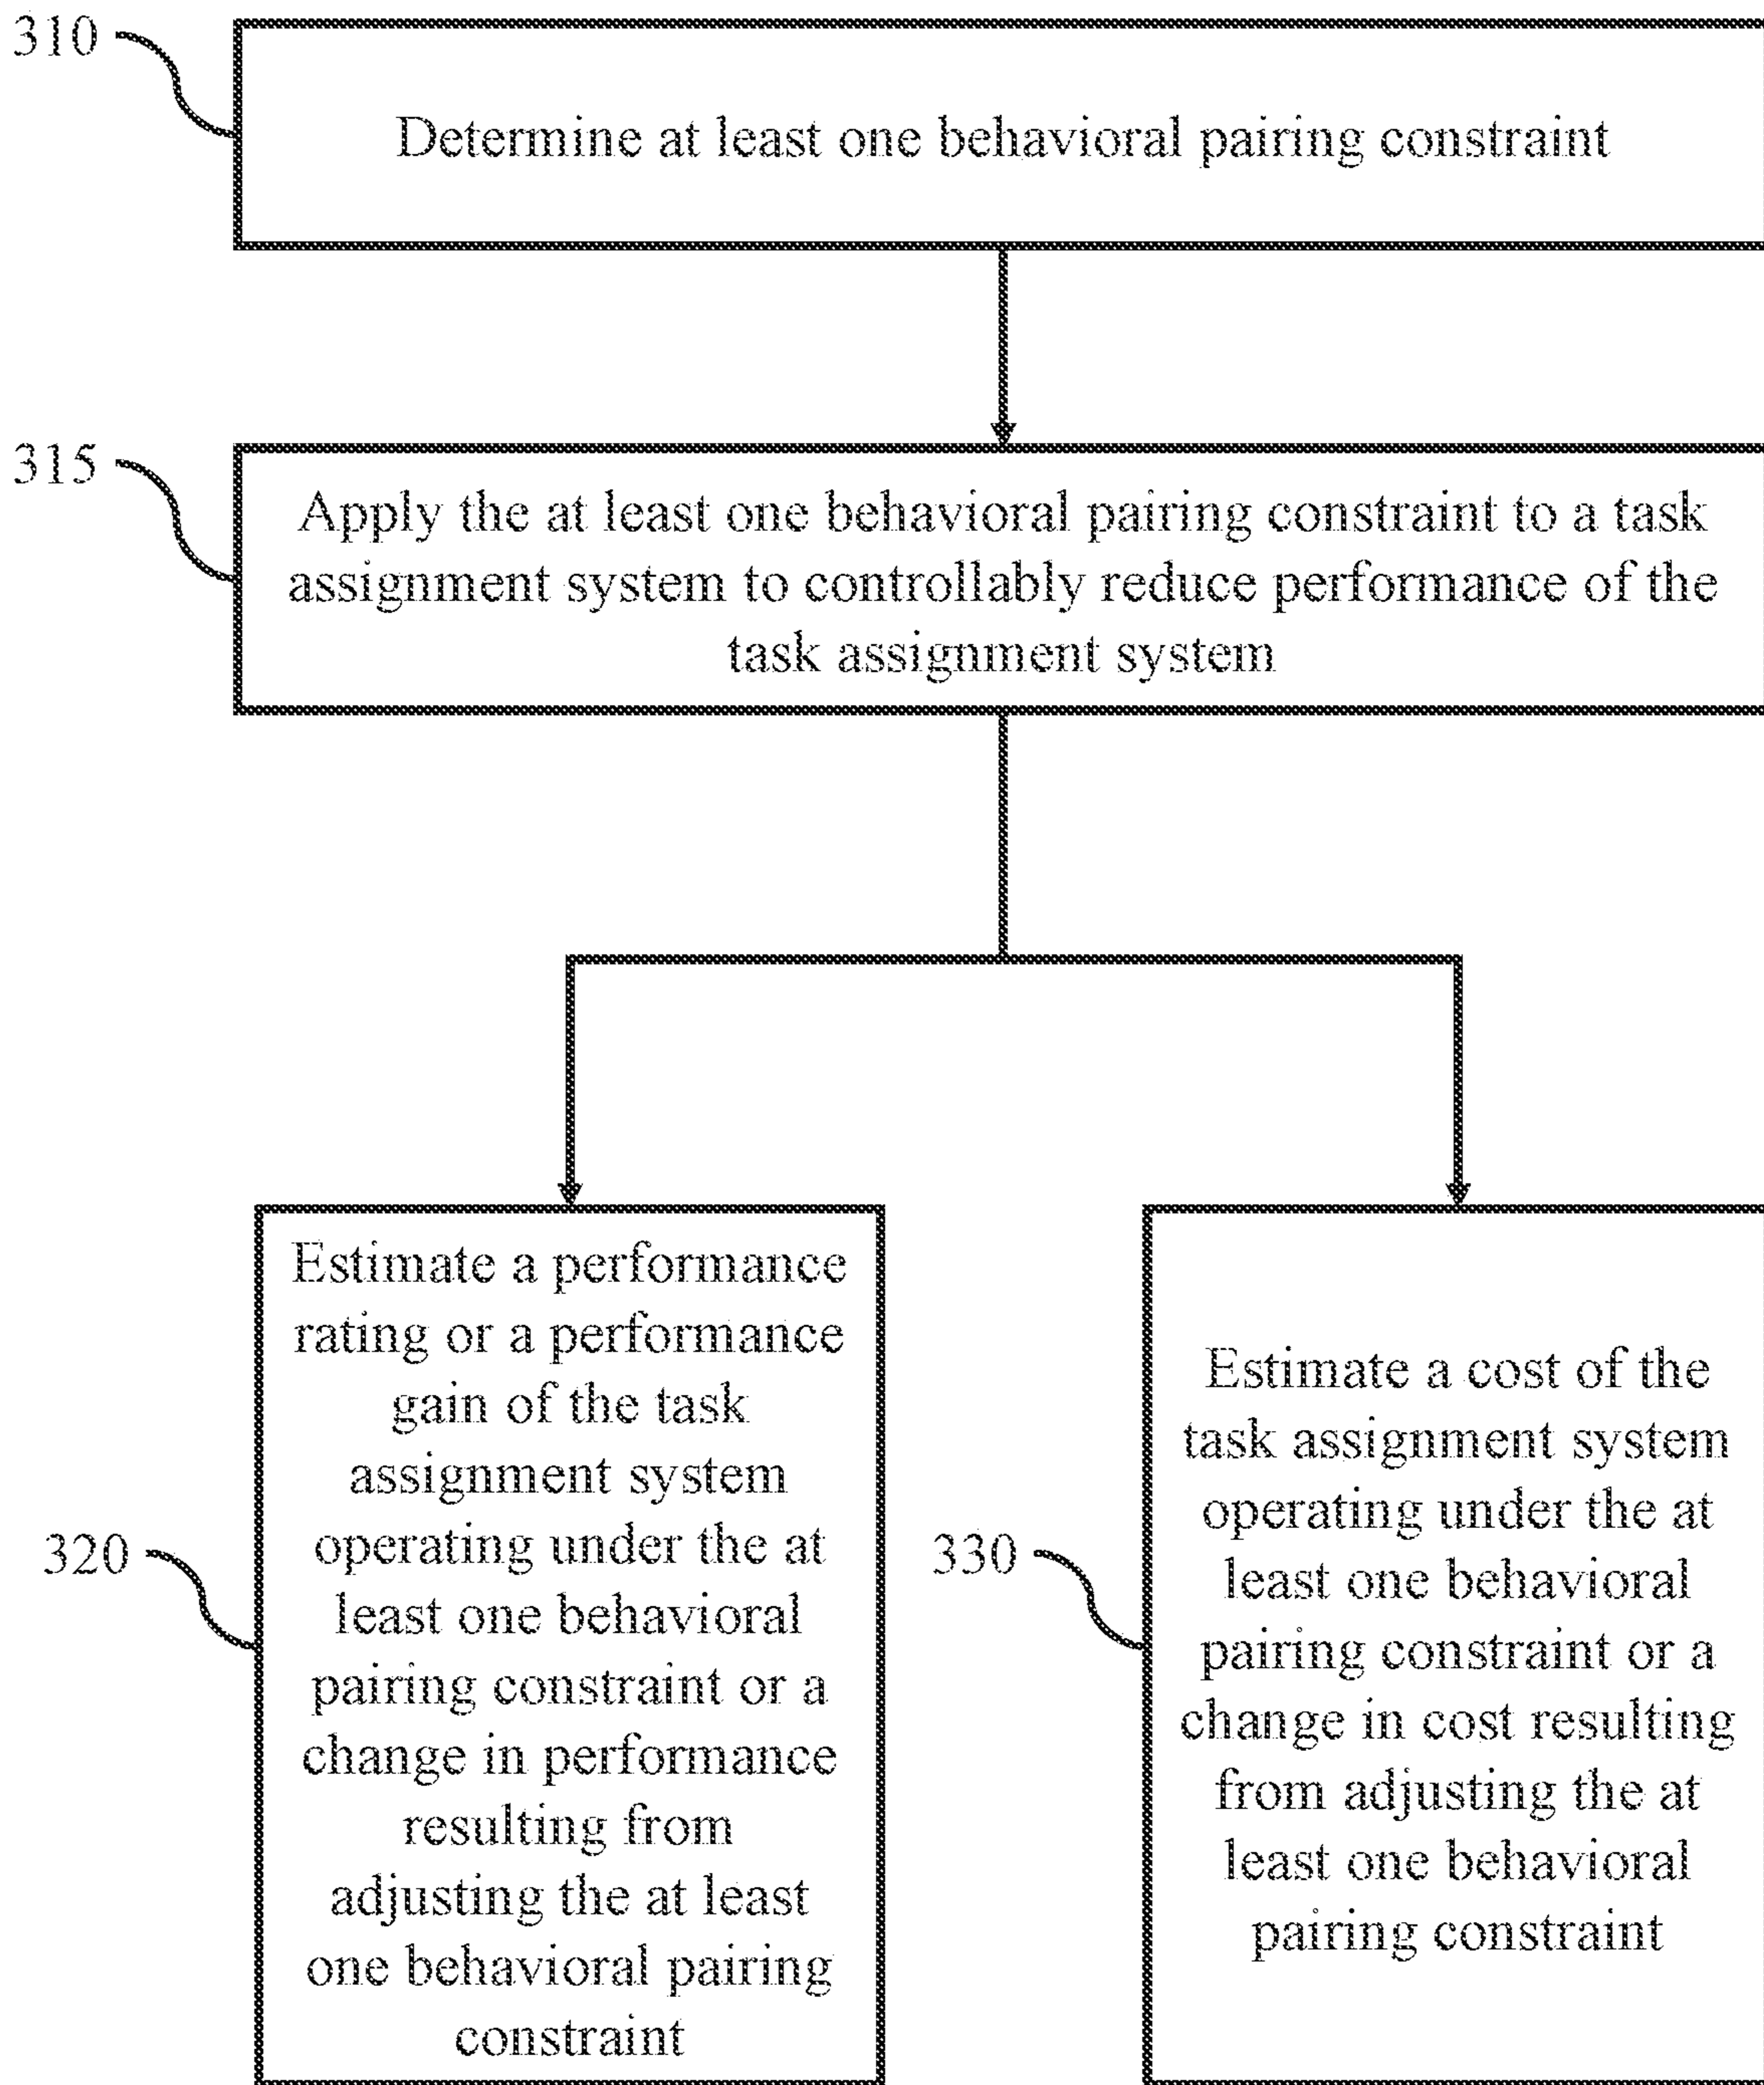 310
Determine at least one behavioral pairing constraint
315
Apply the at least one behavioral pairing constraint to a task
assignment system to controllably reduce performance of the
task assignment system
320
Estimate a performance
rating or a performance
gain of the task
assignment system
operating under the at
least one behavioral
pairing constraint or a
change in performance
resulting from
adjusting the at least
one behavioral pairing
constraint
330
Estimate a cost of the
task assignment system
operating under the at
least one behavioral
pairing constraint or a
change in cost resulting
from adjusting the at
least one behavioral
pairing constraint